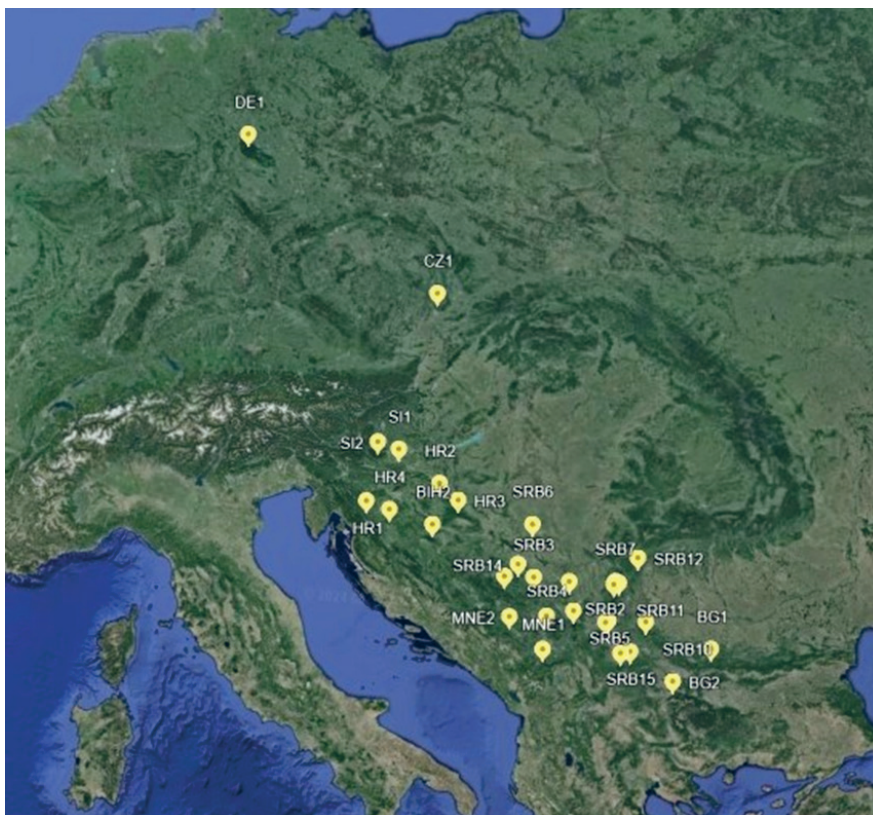 DE1
CZ1
SI1
SI2
HR2
HR4
BIH2
HR3
SRB6
HR1
SRB3
SRB7
SRB12
SRB14
SRB4
MNE2
MNE1
SRB2
SRB11
BG1
SRB5
SRB10
SRB15
BG2